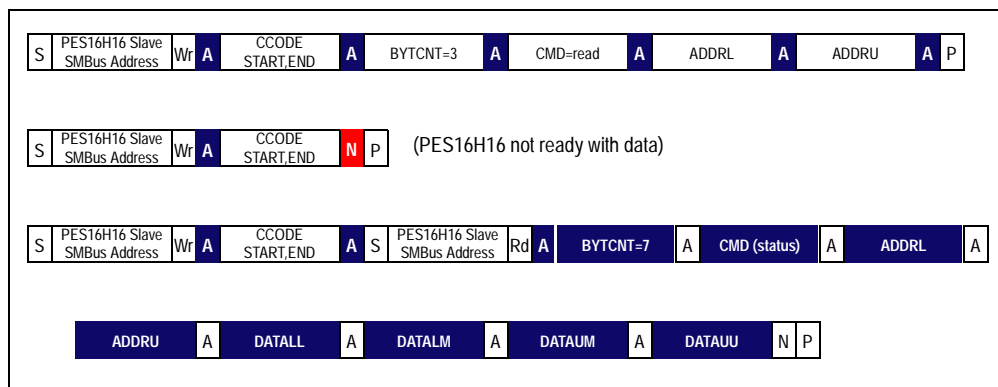 S PES16H16 Slave SMBus Address Wr A CCODE START,END A BYTCNT=3 A CMD=read A ADDRL A ADDRU A P
S PES16H16 Slave SMBus Address Wr A CCODE START,END N P (PES16H16 not ready with data)
S PES16H16 Slave SMBus Address Wr A CCODE START,END A S PES16H16 Slave SMBus Address Rd A BYTCNT=7 A CMD (status) A ADDRL A
ADDRU A DATALL A DATALM A DATAUM A DATAUU N P